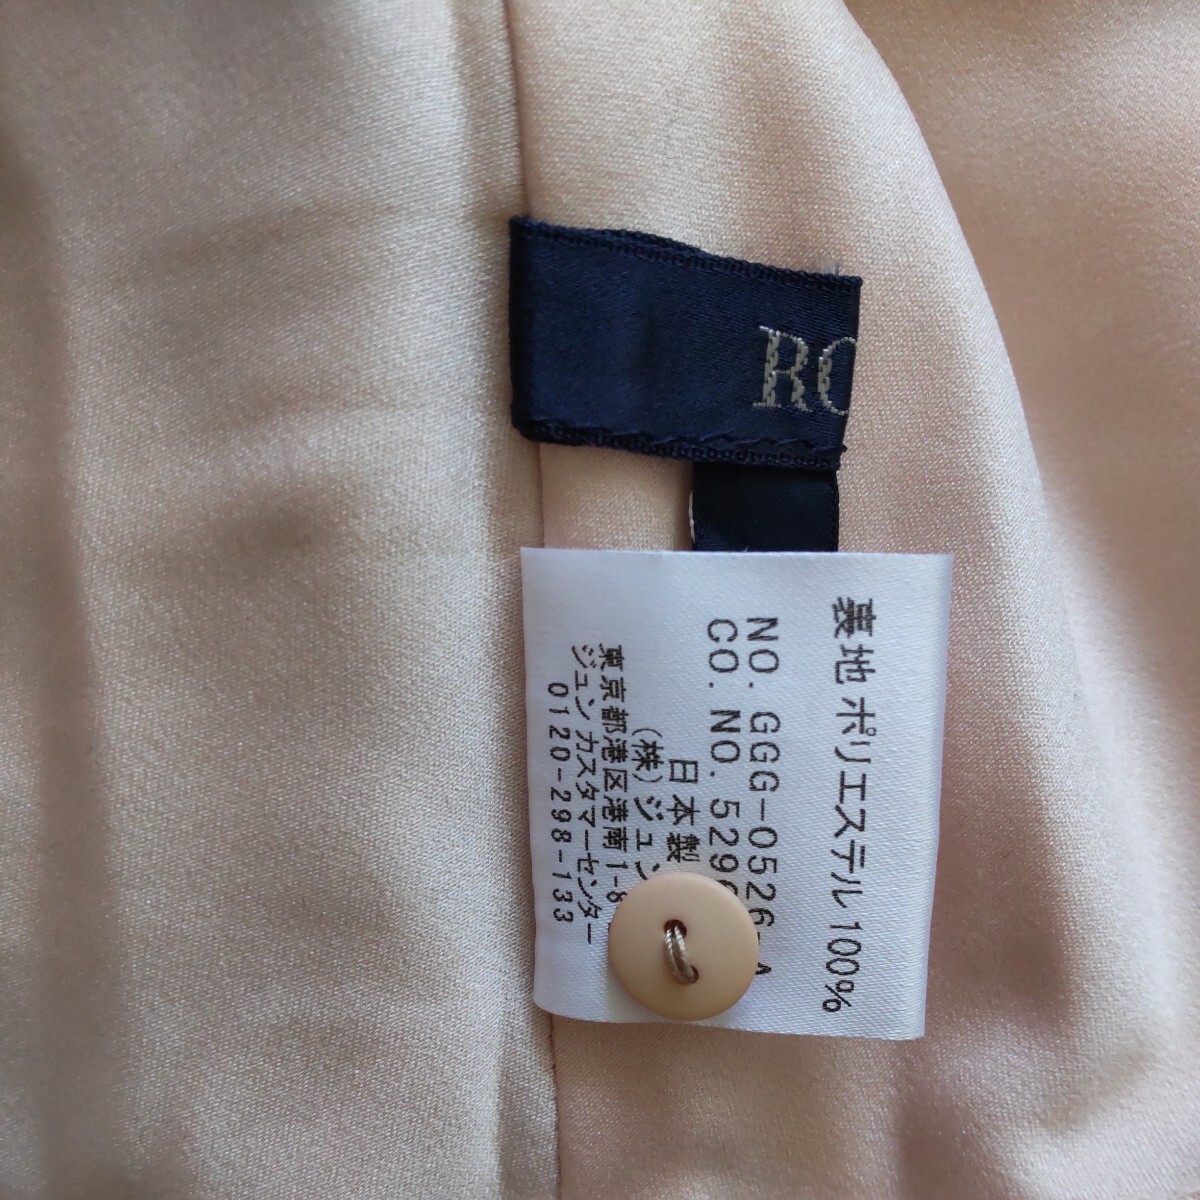 RO
裏地 ポリエステル 100%
NO. GGG-0526-A
CO. NO. 529
日本製
(株)ジュン
東京都港区港南1-8
ジュン カスタマーセンター
0120-298-133